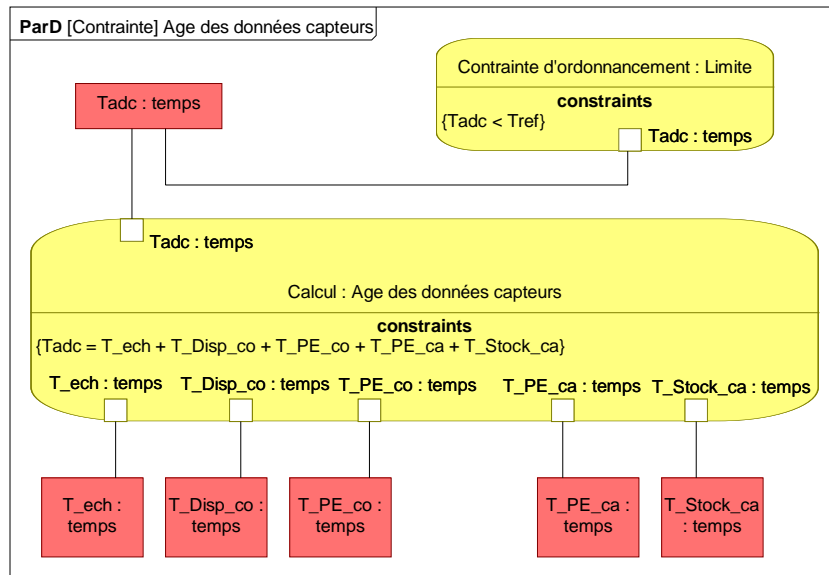 ParD [Contrainte] Age des données capteurs
Tadc : temps
Contrainte d'ordonnancement : Limite
constraints
{Tadc < Tref}
Tadc : temps
Tadc : temps
Calcul : Age des données capteurs
constraints
{Tadc = T_ech + T_Disp_co + T_PE_co + T_PE_ca + T_Stock_ca}
T_ech : temps
T_Disp_co : temps
T_PE_co : temps
T_PE_ca : temps
T_Stock_ca : temps
T_ech :
temps
T_Disp_co :
temps
T_PE_co :
temps
T_PE_ca :
temps
T_Stock_ca
: temps